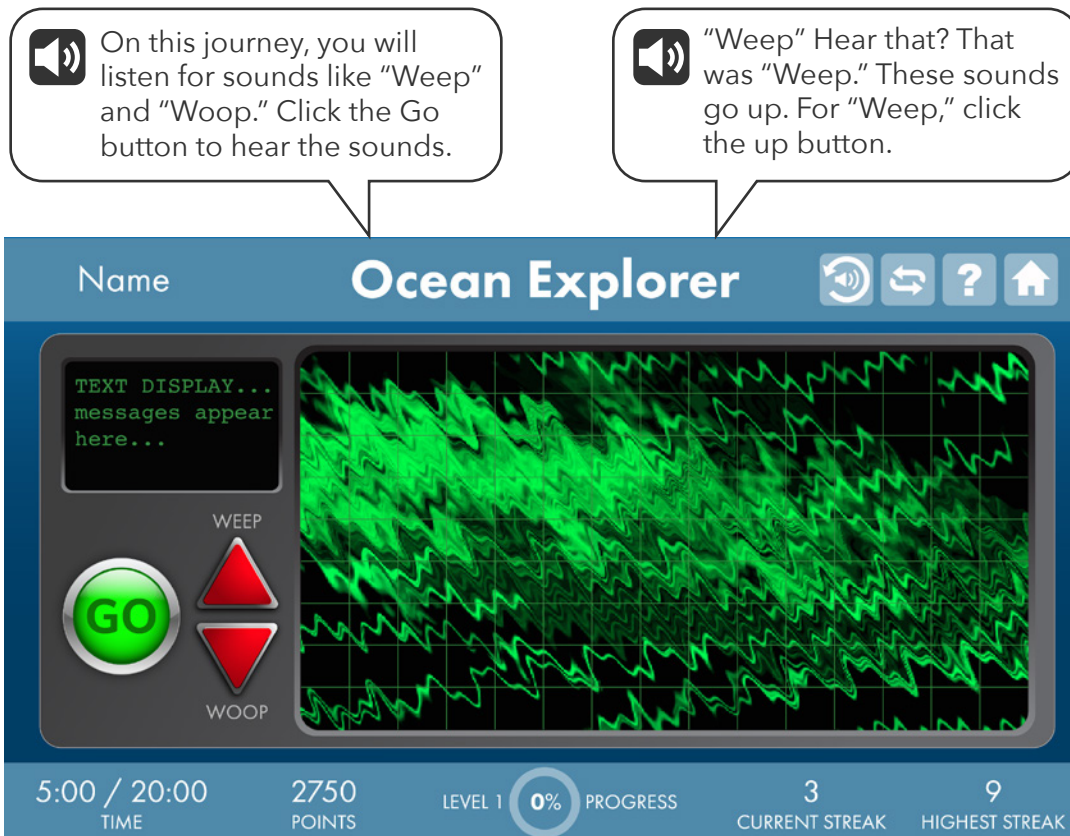 On this journey, you will
listen for sounds like “Weep”
and “Woop.” Click the Go
button to hear the sounds.
“Weep” Hear that? That
was “Weep.” These sounds
go up. For “Weep,” click
the up button.
Name
Ocean Explorer
?
TEXT DISPLAY...
messages appear
here...
WEEP
GO
WOOP
5:00 / 20:00
TIME
2750
POINTS
LEVEL 1
0%
PROGRESS
3
CURRENT STREAK
9
HIGHEST STREAK